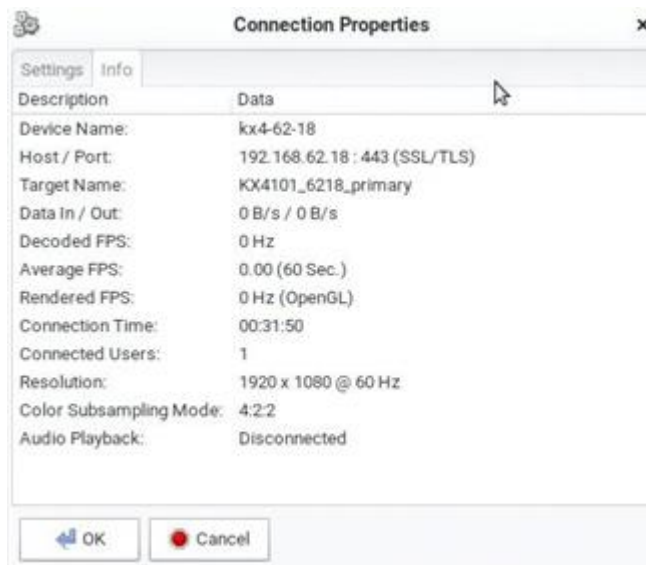 Connection Properties
Settings Info
Description Data
Device Name: kx4-62-18
Host / Port: 192.168.62.18 : 443 (SSL/TLS)
Target Name: KX4101_6218_primary
Data In / Out: 0 B/s / 0 B/s
Decoded FPS: 0 Hz
Average FPS: 0.00 (60 Sec.)
Rendered FPS: 0 Hz (OpenGL)
Connection Time: 00:31:50
Connected Users: 1
Resolution: 1920 x 1080 @ 60 Hz
Color Subsampling Mode: 4:2:2
Audio Playback: Disconnected
OK Cancel